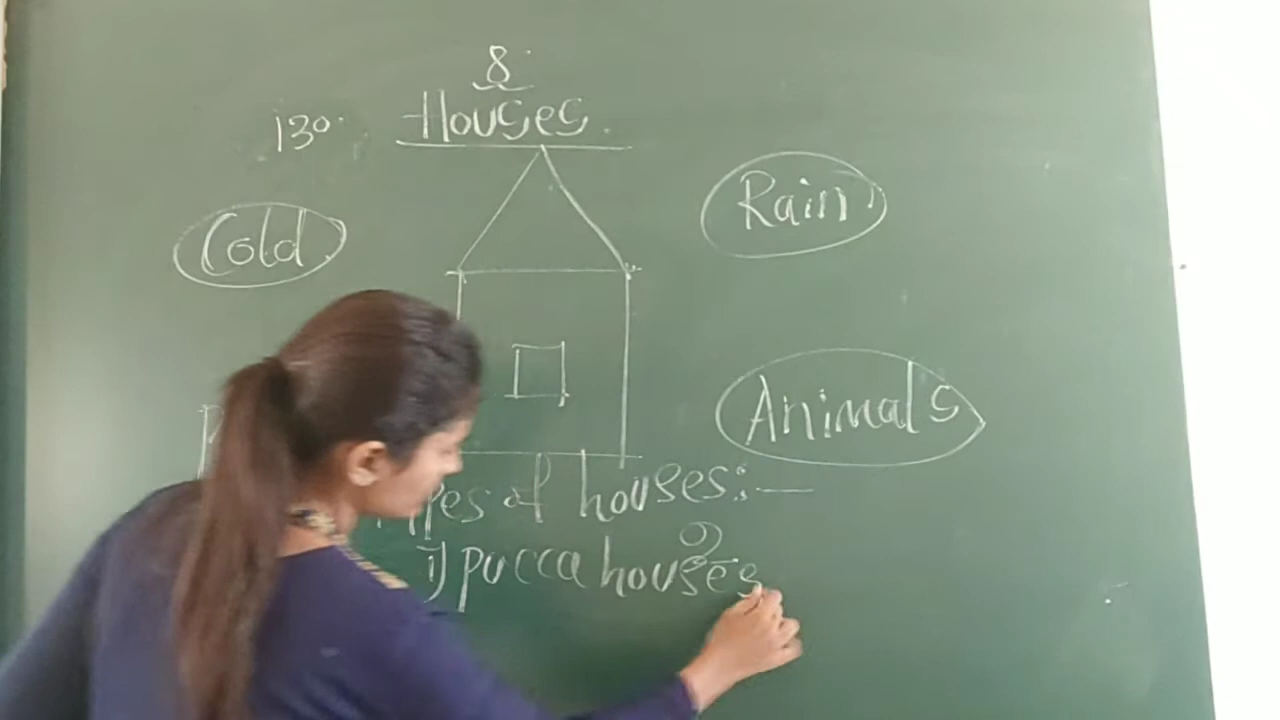 8
130. Houses.
Cold
Rain
Animals
of houses:—
i) pucca houses